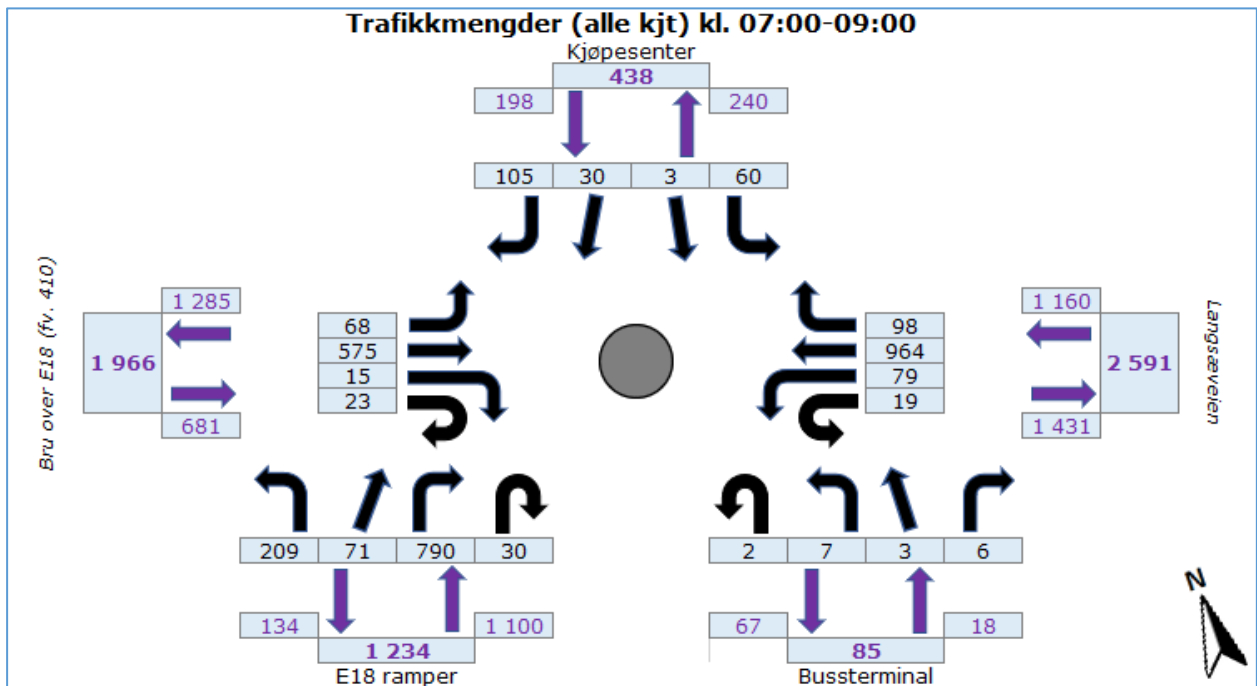 Trafikkmengder (alle kjt) kl. 07:00-09:00
Kjøpesenter
438
198 240
105 30 3 60
Bru over E18 (fv. 410)
1 285
1 966
681
68
575
15
23
98
964
79
19
1 160
2 591
1 431
Langsæveien
209 71 790 30
134 1 100
1 234
E18 ramper
2 7 3 6
67 18
85
Bussterminal
N